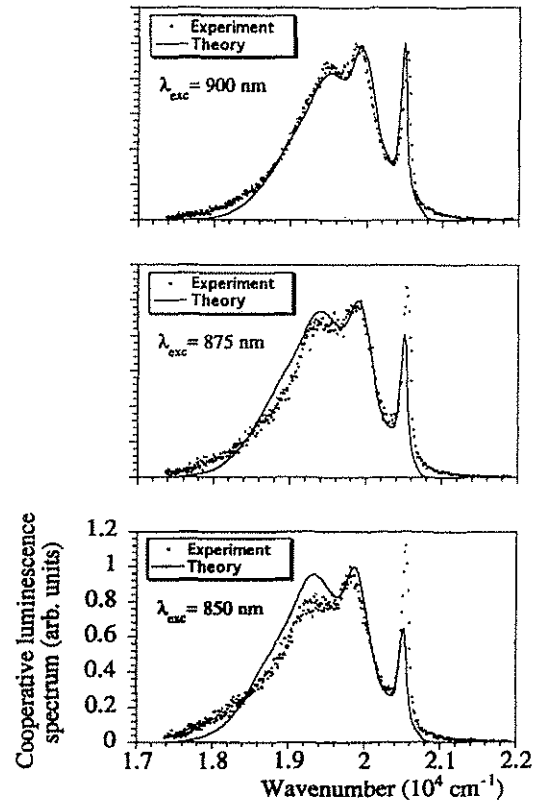 Experiment
Theory
λexc= 900 nm
Experiment
Theory
λexc= 875 nm
Experiment
Theory
λexc= 850 nm
Cooperative luminescence
spectrum (arb. units)
1.2
1
0.8
0.6
0.4
0.2
0
1.7 1.8 1.9 2 2.1 2.2
Wavenumber (10⁴ cm⁻¹)